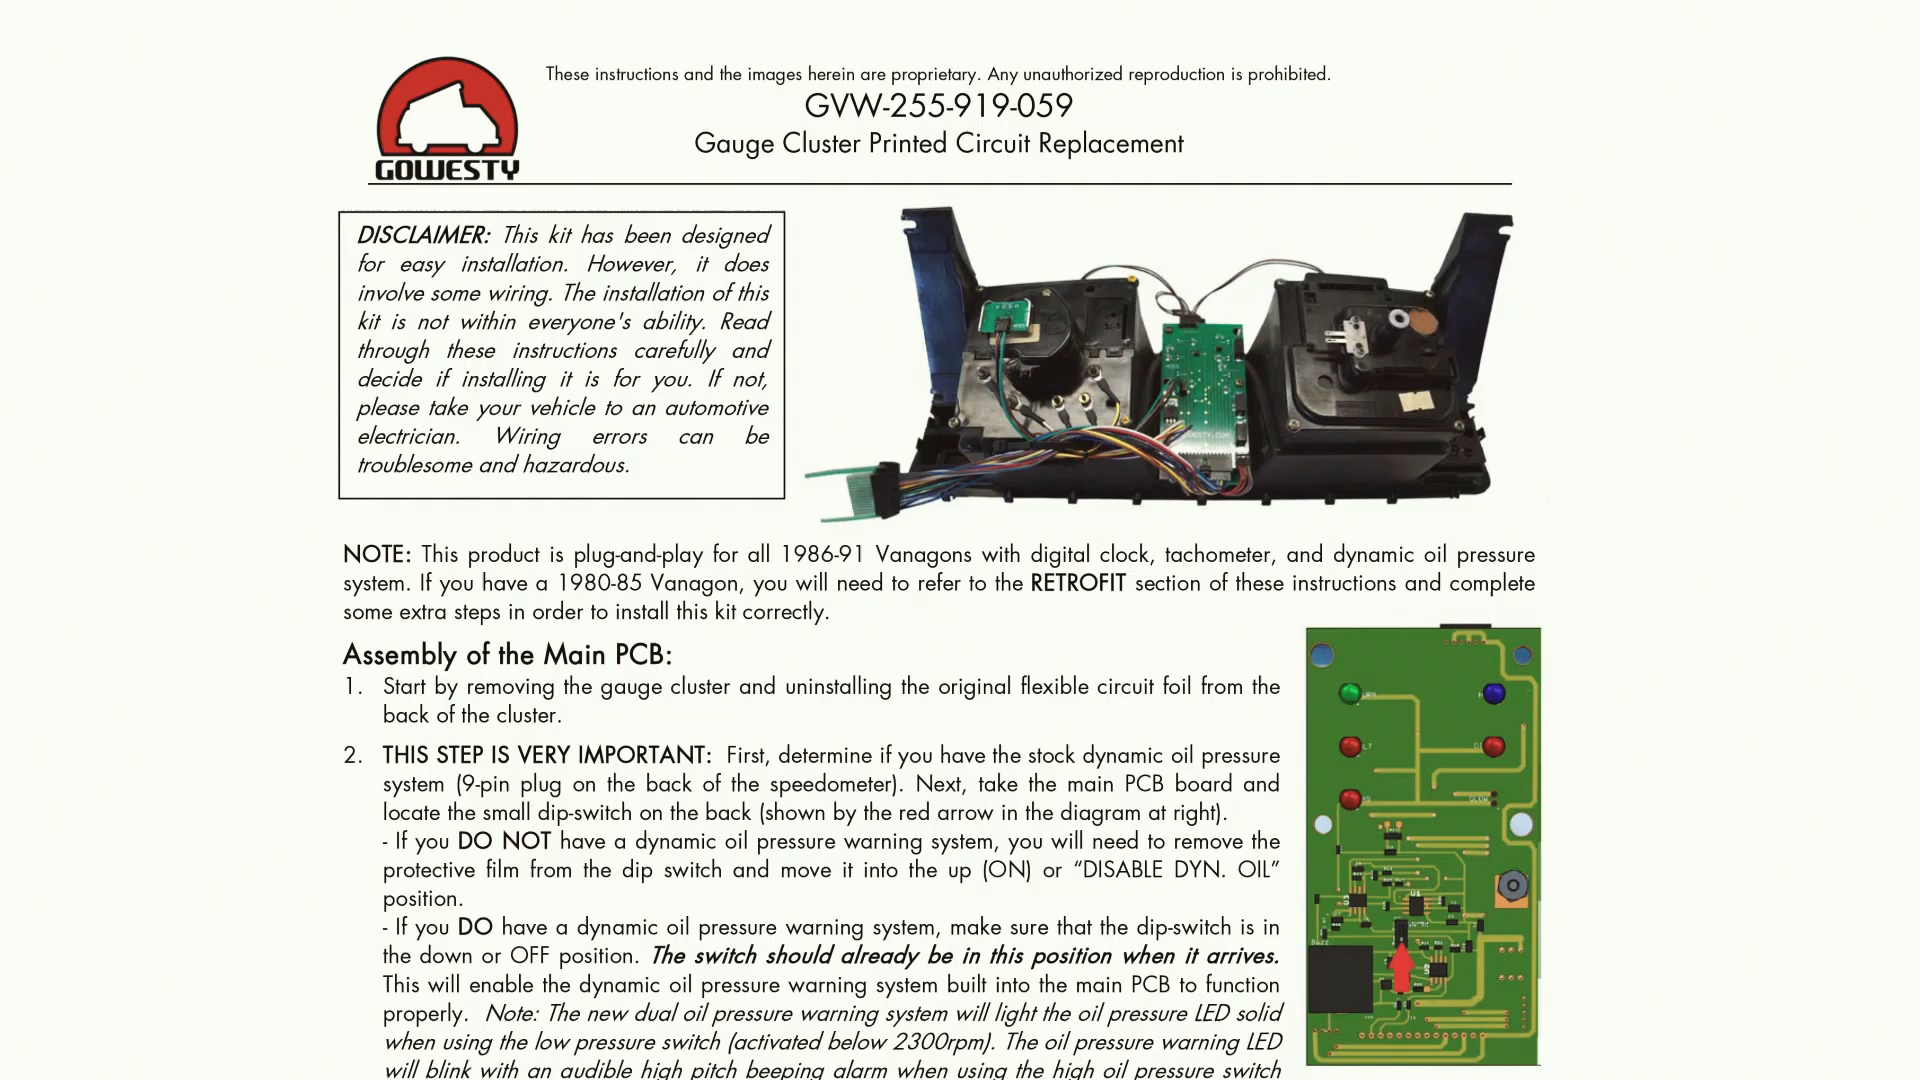 These instructions and the images herein are proprietary. Any unauthorized reproduction is prohibited.
GVW-255-919-059
Gauge Cluster Printed Circuit Replacement
GOWESTY
DISCLAIMER: This kit has been designed
for easy installation. However, it does
involve some wiring. The installation of this
kit is not within everyone's ability. Read
through these instructions carefully and
decide if installing it is for you. If not,
please take your vehicle to an automotive
electrician. Wiring errors can be
troublesome and hazardous.
NOTE: This product is plug-and-play for all 1986-91 Vanagons with digital clock, tachometer, and dynamic oil pressure
system. If you have a 1980-85 Vanagon, you will need to refer to the RETROFIT section of these instructions and complete
some extra steps in order to install this kit correctly.
Assembly of the Main PCB:
1. Start by removing the gauge cluster and uninstalling the original flexible circuit foil from the
back of the cluster.
2. THIS STEP IS VERY IMPORTANT: First, determine if you have the stock dynamic oil pressure
system (9-pin plug on the back of the speedometer). Next, take the main PCB board and
locate the small dip-switch on the back (shown by the red arrow in the diagram at right).
- If you DO NOT have a dynamic oil pressure warning system, you will need to remove the
protective film from the dip switch and move it into the up (ON) or “DISABLE DYN. OIL”
position.
- If you DO have a dynamic oil pressure warning system, make sure that the dip-switch is in
the down or OFF position. The switch should already be in this position when it arrives.
This will enable the dynamic oil pressure warning system built into the main PCB to function
properly. Note: The new dual oil pressure warning system will light the oil pressure LED solid
when using the low pressure switch (activated below 2300rpm). The oil pressure warning LED
will blink with an audible high pitch beeping alarm when using the high oil pressure switch
U1
U2
U3
Buzz